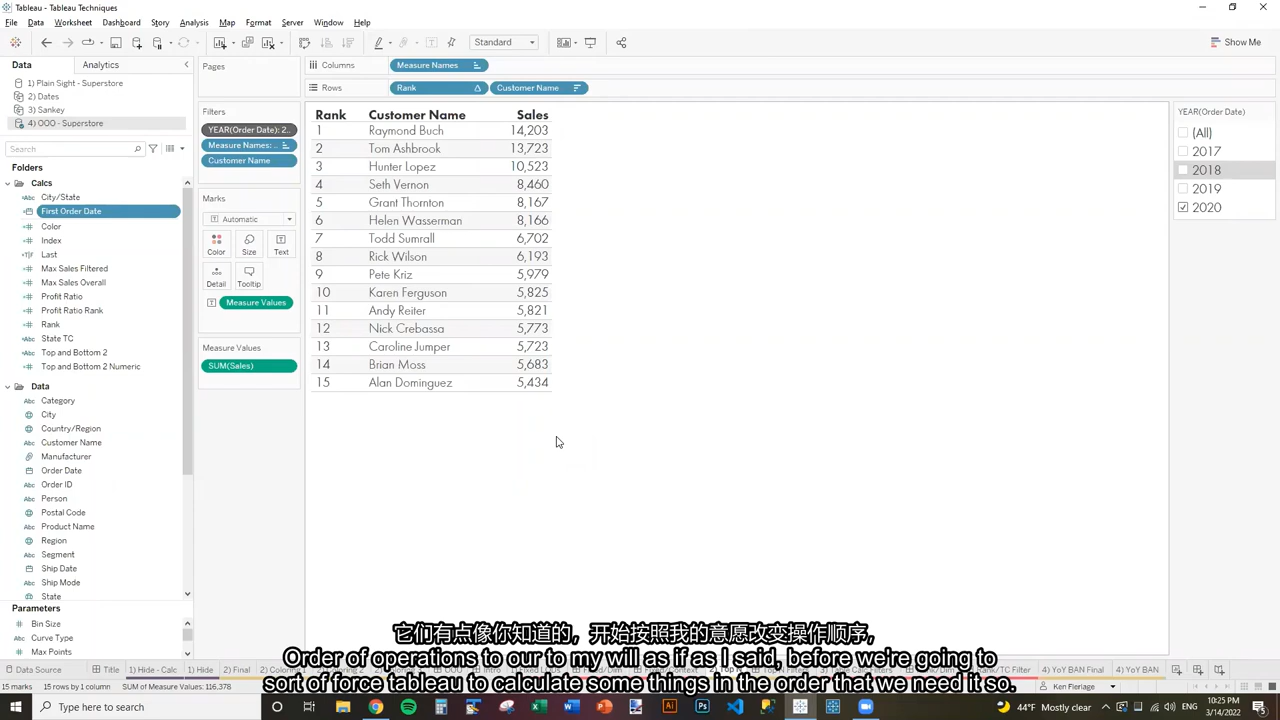 Tableau - Tableau Techniques
File Data Worksheet Dashboard Story Analysis Map Format Server Window Help
Standard
Show Me
Data Analytics
1) Plain Sight - Superstore
2) Dates
3) Sankey
4) OOO - Superstore
Search
Folders
Calcs
City/State
First Order Date
Color
Index
Last
Max Sales Filtered
Max Sales Overall
Profit Ratio
Profit Ratio Rank
Rank
State TC
Top and Bottom 2
Top and Bottom 2 Numeric
Data
Category
City
Country/Region
Customer Name
Manufacturer
Order Date
Order ID
Person
Postal Code
Product Name
Region
Segment
Ship Date
Ship Mode
State
Parameters
Bin Size
Curve Type
Max Points
Pages
Filters
YEAR(Order Date): 2..
Measure Names: ..
Customer Name
Marks
Automatic
Color Size Text
Detail Tooltip
Measure Values
Measure Values
SUM(Sales)
Columns Measure Names
Rows Rank Customer Name
Rank Customer Name Sales
1 Raymond Buch 14,203
2 Tom Ashbrook 13,723
3 Hunter Lopez 10,523
4 Seth Vernon 8,460
5 Grant Thornton 8,167
6 Helen Wasserman 8,166
7 Todd Sumrall 6,702
8 Rick Wilson 6,193
9 Pete Kriz 5,979
10 Karen Ferguson 5,825
11 Andy Reiter 5,821
12 Nick Crebassa 5,773
13 Caroline Jumper 5,723
14 Brian Moss 5,683
15 Alan Dominguez 5,434
YEAR(Order Date)
(All)
2017
2018
2019
2020
它们有点像你知道的，开始按照我的意愿改变操作顺序，
Order of operations to our to my will as if as I said, before we're going to
sort of force tableau to calculate some things in the order that we need it so.
Data Source Title 1) Hide - Calc 2) Final
4) YoY BAN 4) YoY BAN Final
15 marks 15 rows by 1 column SUM of Measure Values: 116,378
Ken Flerlage
Type here to search
44°F Mostly clear
10:25 PM
3/14/2022